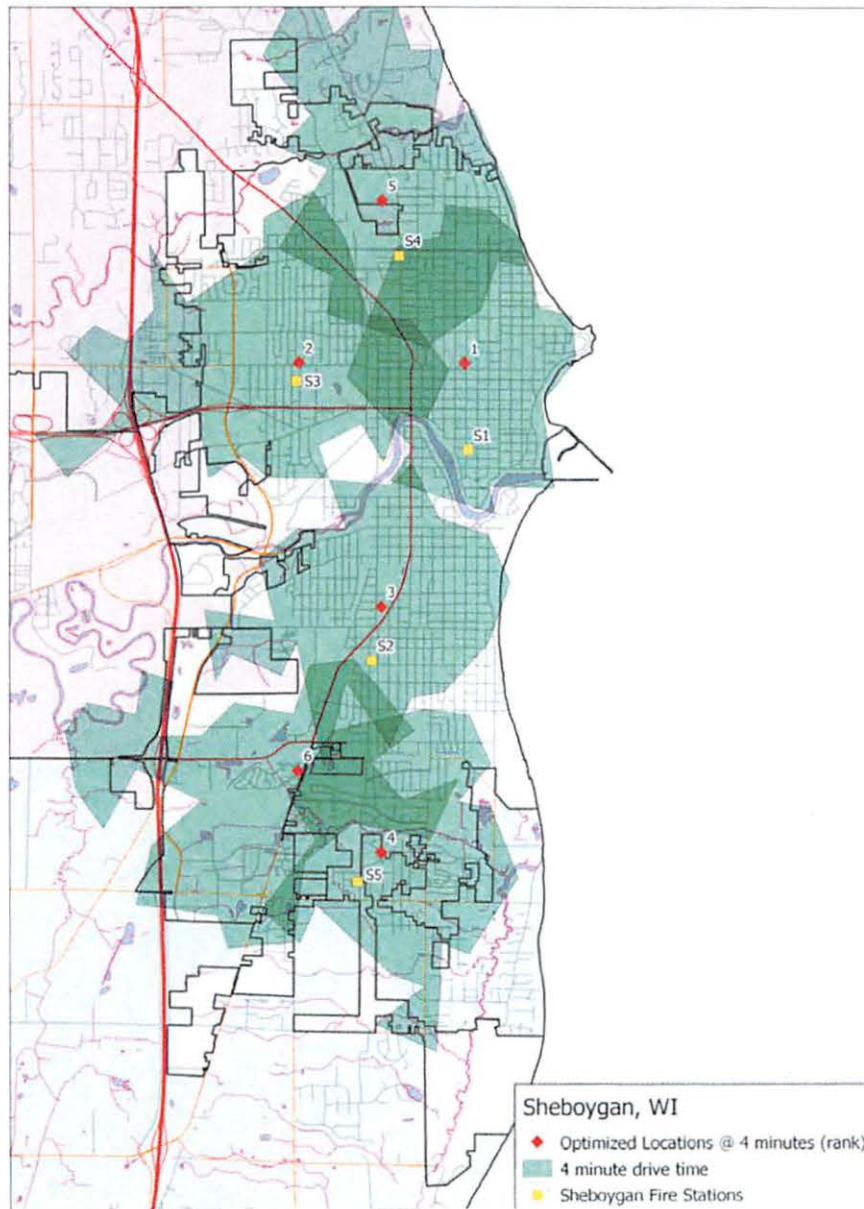 5
S4
2
1
S3
S1
3
S2
6
4
S5
Sheboygan, WI
Optimized Locations @ 4 minutes (rank)
4 minute drive time
Sheboygan Fire Stations